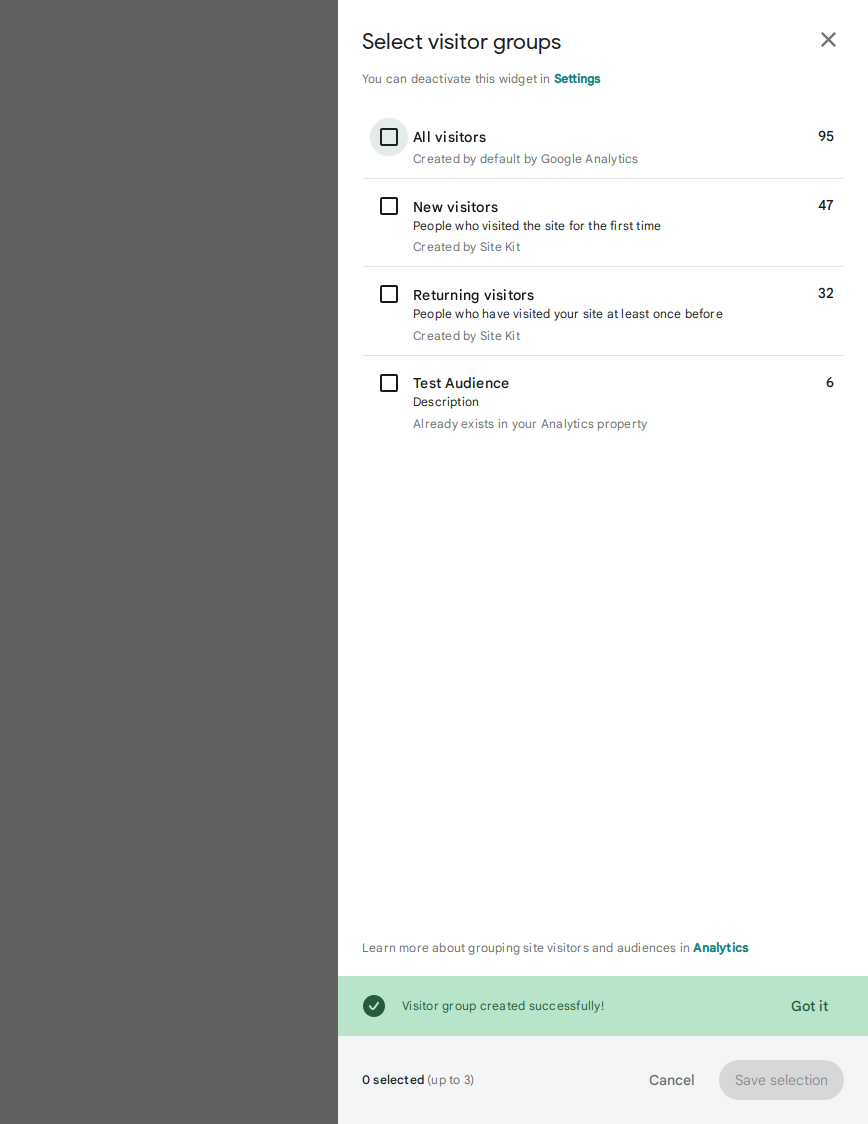 Select visitor groups
You can deactivate this widget in Settings
All visitors 95
Created by default by Google Analytics
New visitors 47
People who visited the site for the first time
Created by Site Kit
Returning visitors 32
People who have visited your site at least once before
Created by Site Kit
Test Audience 6
Description
Already exists in your Analytics property
Learn more about grouping site visitors and audiences in Analytics
Visitor group created successfully! Got it
0 selected (up to 3) Cancel Save selection